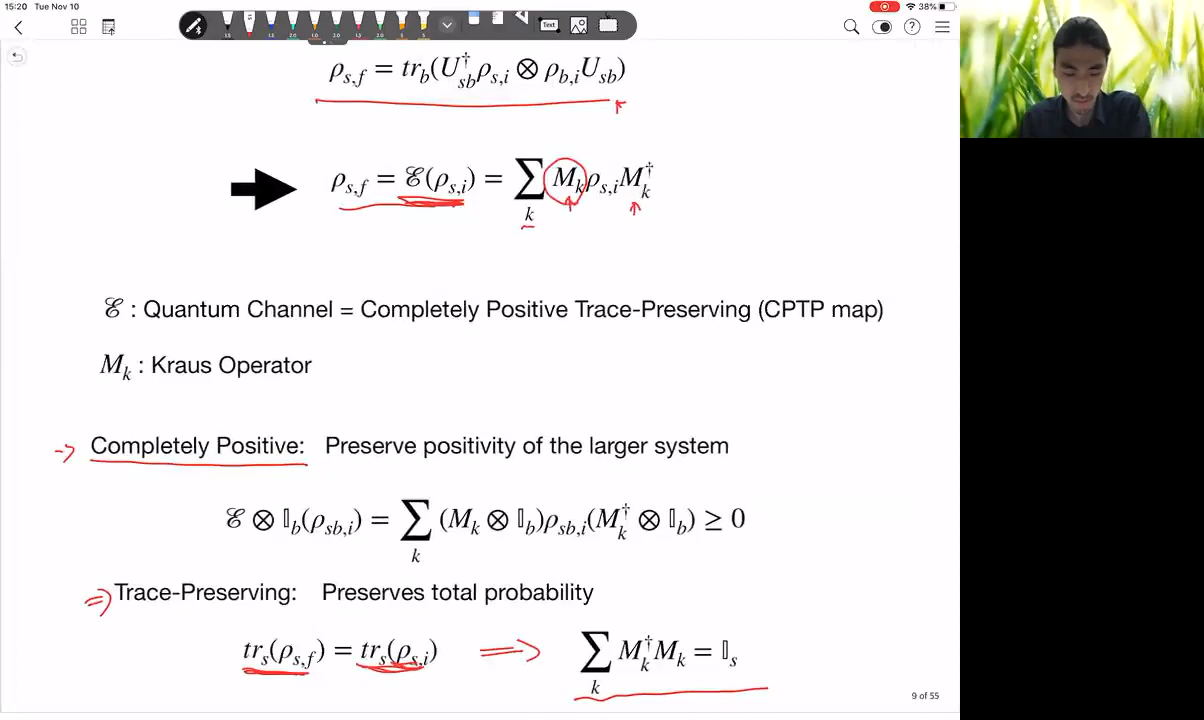 15:20 Tue Nov 10
38%
Text
ρ_{s,f} = tr_b(U_{sb}^† ρ_{s,i} ⊗ ρ_{b,i} U_{sb})
ρ_{s,f} = ℰ(ρ_{s,i}) = ∑_k M_k ρ_{s,i} M_k^†
ℰ : Quantum Channel = Completely Positive Trace-Preserving (CPTP map)
M_k : Kraus Operator
Completely Positive: Preserve positivity of the larger system
ℰ ⊗ 𝕀_b(ρ_{sb,i}) = ∑_k (M_k ⊗ 𝕀_b)ρ_{sb,i}(M_k^† ⊗ 𝕀_b) ≥ 0
Trace-Preserving: Preserves total probability
tr_s(ρ_{s,f}) = tr_s(ρ_{s,i}) ⟹ ∑_k M_k^† M_k = 𝕀_s
9 of 55